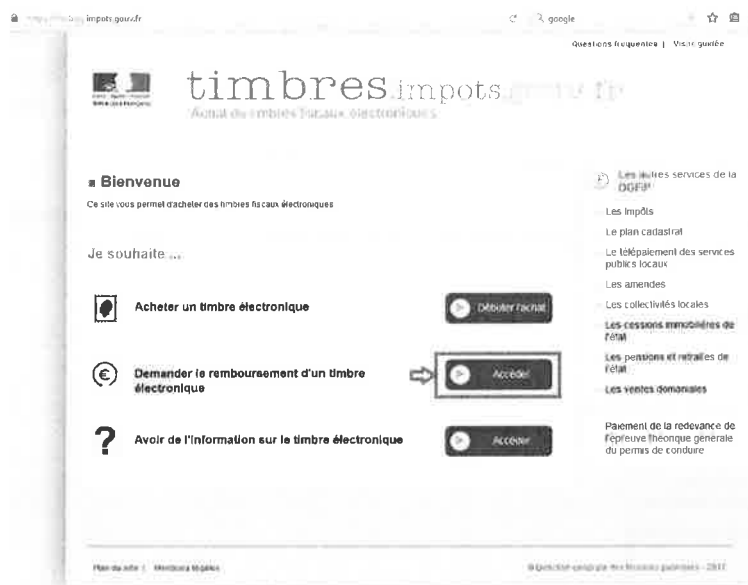 impots.gouv.fr
google
Questions fréquentes | Visite guidée
timbres.impots.gouv.fr
Achat de timbres fiscaux électroniques
Bienvenue
Ce site vous permet d'acheter des timbres fiscaux électroniques
Je souhaite ...
Acheter un timbre électronique
Débuter l'achat
Demander le remboursement d'un timbre
électronique
Accéder
Avoir de l'information sur le timbre électronique
Accéder
Les autres services de la
DGFiP
Les impôts
Le plan cadastral
Le télépaiement des services
publics locaux
Les amendes
Les collectivités locales
Les cessions immobilières de
l'état
Les pensions et retraites de
l'état
Les ventes domaniales
Paiement de la redevance de
l'épreuve théorique générale
du permis de conduire
Plan du site | Mentions légales
© Direction générale des finances publiques - 2017